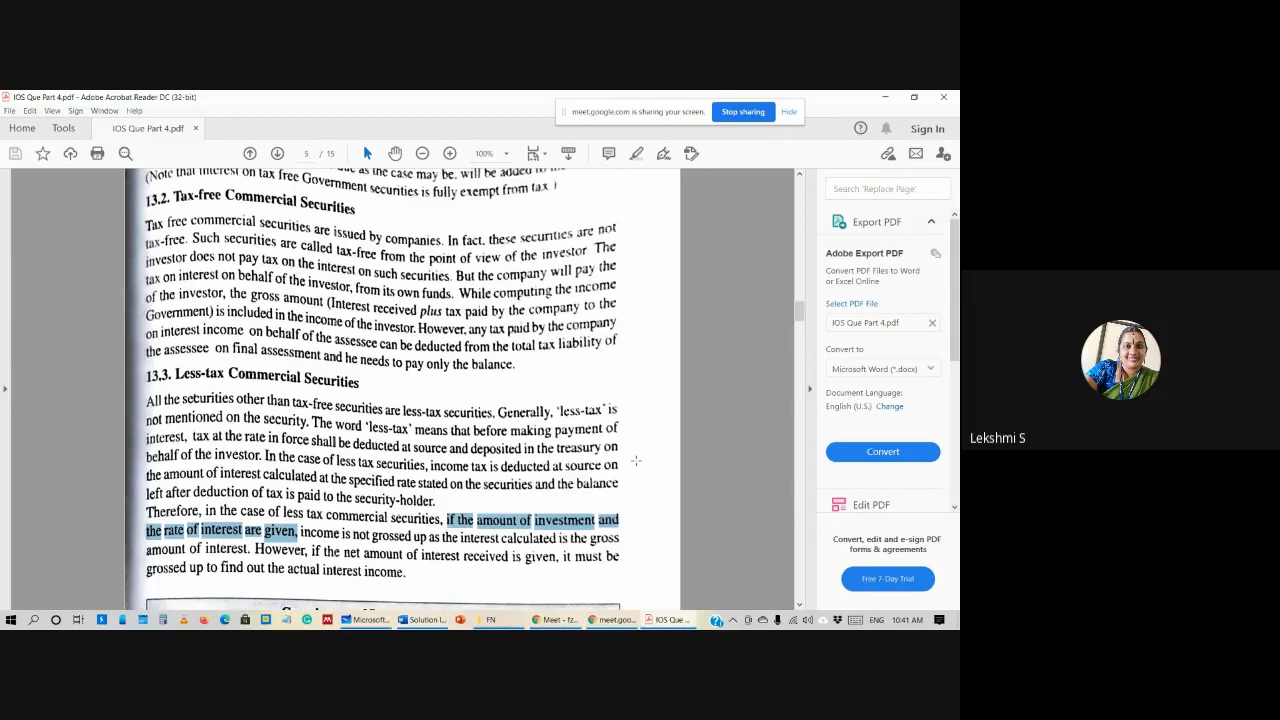 IOS Que Part 4.pdf - Adobe Acrobat Reader DC (32-bit)
File Edit View Sign Window Help
meet.google.com is sharing your screen. Stop sharing Hide
Home Tools IOS Que Part 4.pdf × Sign In
5 / 15 100%
(Note that interest on tax free Government securities is fully exempt from tax )
13.2. Tax-free Commercial Securities
Tax free commercial securities are issued by companies. In fact, these securities are not
tax-free. Such securities are called tax-free from the point of view of the investor. The
investor does not pay tax on the interest on such securities. But the company will pay the
tax on interest on behalf of the investor, from its own funds. While computing the income
of the investor, the gross amount (Interest received plus tax paid by the company to the
Government) is included in the income of the investor. However, any tax paid by the company
on interest income on behalf of the assessee can be deducted from the total tax liability of
the assessee on final assessment and he needs to pay only the balance.
13.3. Less-tax Commercial Securities
All the securities other than tax-free securities are less-tax securities. Generally, 'less-tax' is
not mentioned on the security. The word 'less-tax' means that before making payment of
interest, tax at the rate in force shall be deducted at source and deposited in the treasury on
behalf of the investor. In the case of less tax securities, income tax is deducted at source on
the amount of interest calculated at the specified rate stated on the securities and the balance
left after deduction of tax is paid to the security-holder.
Therefore, in the case of less tax commercial securities, if the amount of investment and
the rate of interest are given, income is not grossed up as the interest calculated is the gross
amount of interest. However, if the net amount of interest received is given, it must be
grossed up to find out the actual interest income.
Search 'Replace Page'
Export PDF
Adobe Export PDF
Convert PDF Files to Word
or Excel Online
Select PDF File
IOS Que Part 4.pdf
Convert to
Microsoft Word (*.docx)
Document Language:
English (U.S.) Change
Convert
Edit PDF
Convert, edit and e-sign PDF
forms & agreements
Free 7-Day Trial
Lekshmi S
Microsoft... Solution I... FN Meet - fz... meet.goo... IOS Que ... ENG 10:41 AM